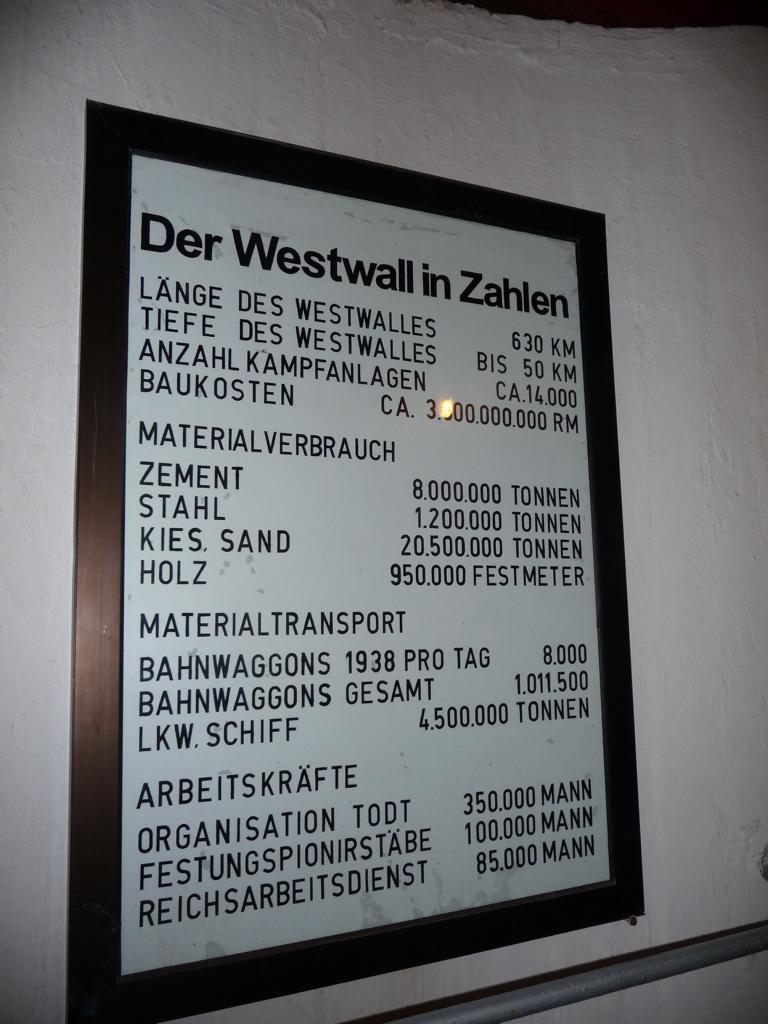 Der Westwall in Zahlen
LÄNGE DES WESTWALLES 630 KM
TIEFE DES WESTWALLES BIS 50 KM
ANZAHL KAMPFANLAGEN CA.14.000
BAUKOSTEN CA. 3.500.000.000 RM
MATERIALVERBRAUCH
ZEMENT 8.000.000 TONNEN
STAHL 1.200.000 TONNEN
KIES, SAND 20.500.000 TONNEN
HOLZ 950.000 FESTMETER
MATERIALTRANSPORT
BAHNWAGGONS 1938 PRO TAG 8.000
BAHNWAGGONS GESAMT 1.011.500
LKW, SCHIFF 4.500.000 TONNEN
ARBEITSKRÄFTE
ORGANISATION TODT 350.000 MANN
FESTUNGSPIONIRSTÄBE 100.000 MANN
REICHSARBEITSDIENST 85.000 MANN